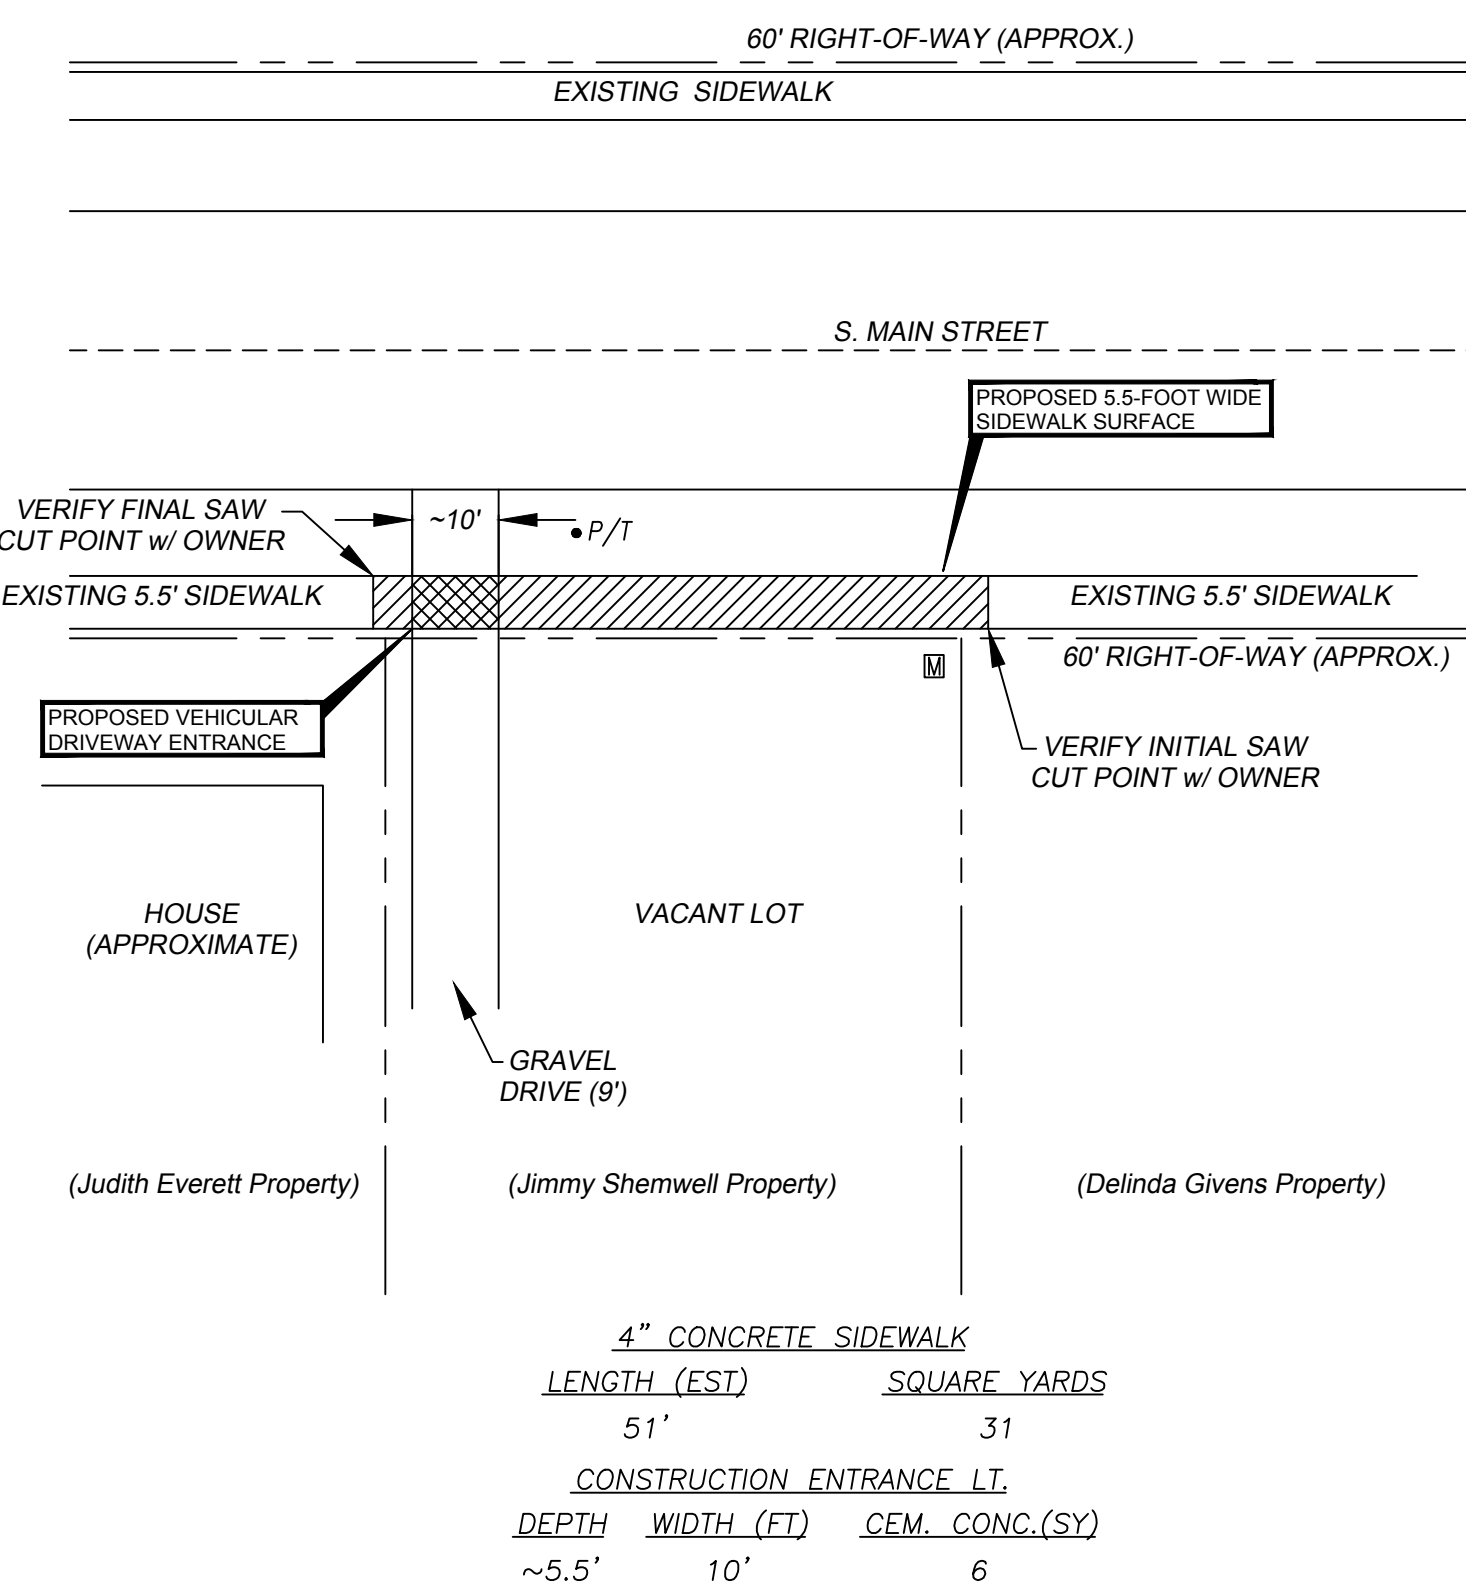 60' RIGHT-OF-WAY (APPROX.)
EXISTING SIDEWALK
S. MAIN STREET
PROPOSED 5.5-FOOT WIDE
SIDEWALK SURFACE
VERIFY FINAL SAW
CUT POINT w/ OWNER
~10'
P/T
EXISTING 5.5' SIDEWALK
EXISTING 5.5' SIDEWALK
60' RIGHT-OF-WAY (APPROX.)
M
PROPOSED VEHICULAR
DRIVEWAY ENTRANCE
VERIFY INITIAL SAW
CUT POINT w/ OWNER
HOUSE
(APPROXIMATE)
VACANT LOT
GRAVEL
DRIVE (9')
(Judith Everett Property)
(Jimmy Shemwell Property)
(Delinda Givens Property)
4" CONCRETE SIDEWALK
LENGTH (EST) SQUARE YARDS
51' 31
CONSTRUCTION ENTRANCE LT.
DEPTH WIDTH (FT) CEM. CONC.(SY)
~5.5' 10' 6